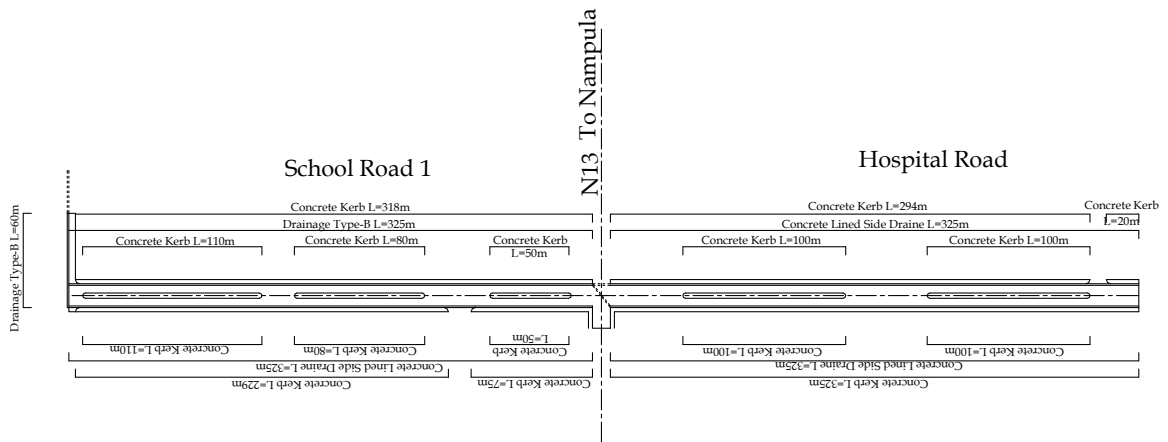 N13 To Nampula
School Road 1
Hospital Road
Concrete Kerb L=318m
Concrete Kerb L=294m
Concrete Kerb
L=20m
Drainage Type-B L=325m
Concrete Lined Side Draine L=325m
Drainage Type-B L=60m
Concrete Kerb L=110m
Concrete Kerb L=80m
Concrete Kerb
L=50m
Concrete Kerb L=100m
Concrete Kerb L=100m
Concrete Kerb L=110m
Concrete Kerb L=80m
Concrete Kerb
L=50m
Concrete Kerb L=100m
Concrete Kerb L=100m
Concrete Lined Side Draine L=325m
Concrete Lined Side Draine L=325m
Concrete Kerb L=229m
Concrete Kerb L=75m
Concrete Kerb L=325m